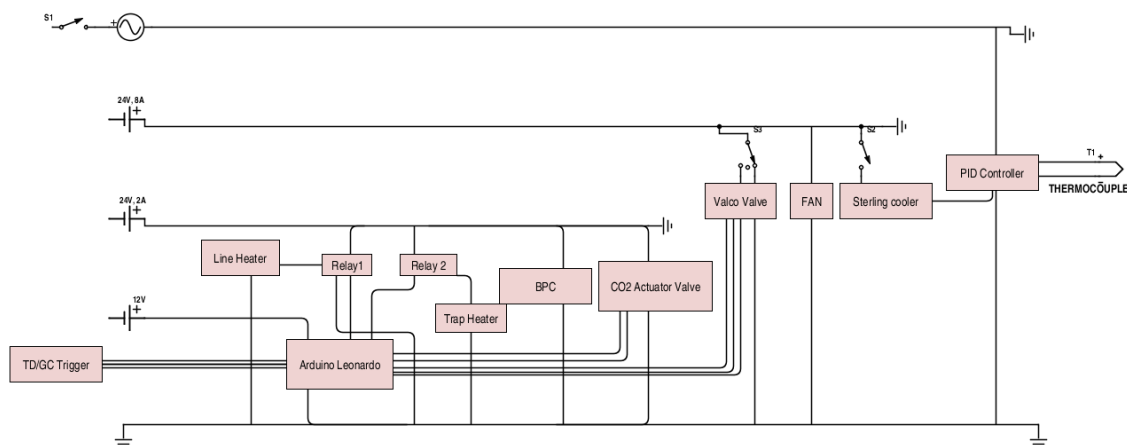 S1
+
24V, 8A
+
S3
S2
T1
+
PID Controller
-
THERMOCOUPLE
Valco Valve
FAN
Sterling cooler
24V, 2A
+
Line Heater
Relay1
Relay 2
BPC
CO2 Actuator Valve
12V
+
Trap Heater
TD/GC Trigger
Arduino Leonardo